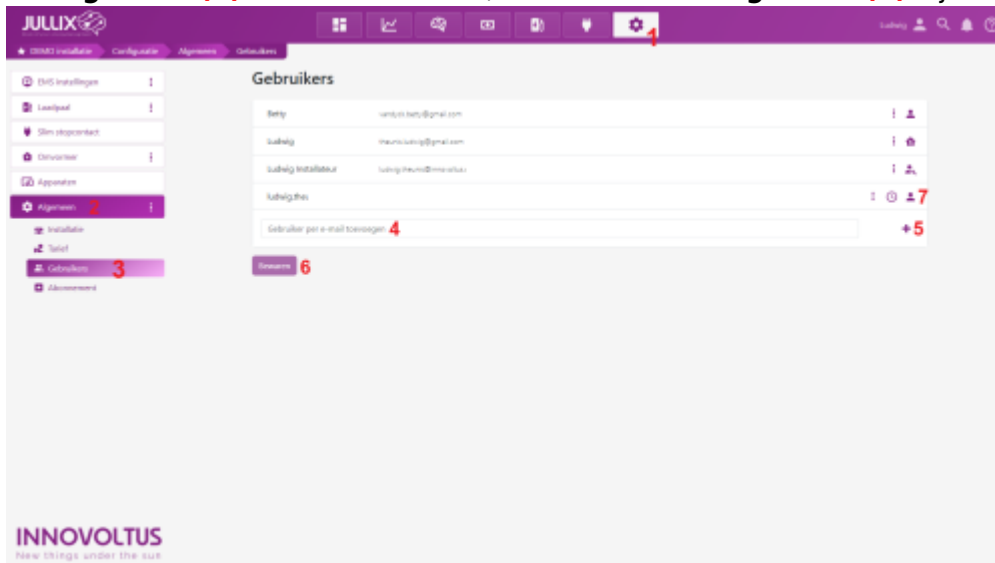 JULLIX
1
Ludwig
DEMO installatie Configuratie Algemeen Gebruikers
EMS Instellingen
Laadpaal
Slim stopcontact
Omvormer
Apparaten
Algemeen 2
Installatie
Tarief
Gebruikers 3
Abonnement
Gebruikers
Betty
Ludwig
Ludwig Installateur
ludwig.thes
7
Gebruiker per e-mail toevoegen 4
5
Bewaren 6
INNOVOLTUS
New things under the sun